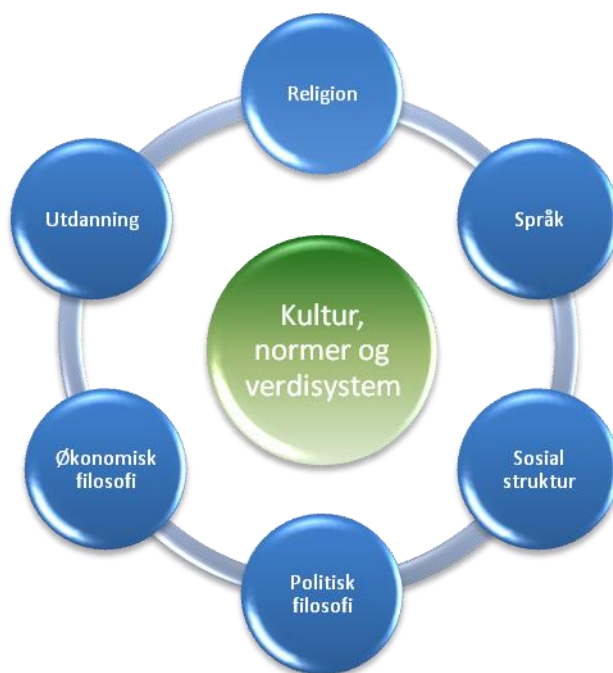 Religion
Utdanning
Språk
Kultur,
normer og
verdisystem
Økonomisk
filosofi
Sosial
struktur
Politisk
filosofi